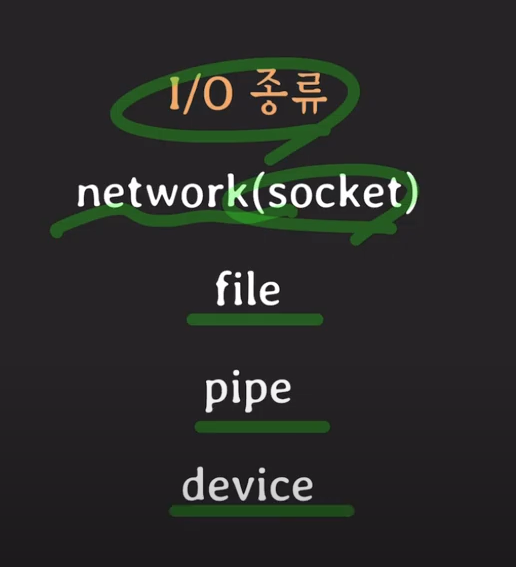 I/O 종류
network(socket)
file
pipe
device